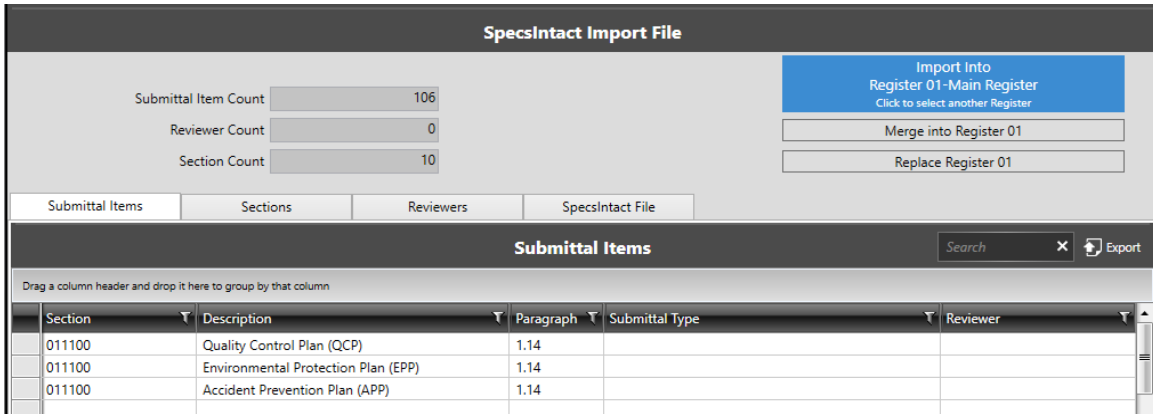 SpecsIntact Import File
Submittal Item Count 106
Reviewer Count 0
Section Count 10
Import Into
Register 01-Main Register
Click to select another Register
Merge into Register 01
Replace Register 01
Submittal Items Sections Reviewers SpecsIntact File
Submittal Items Search Export
Drag a column header and drop it here to group by that column
Section Description Paragraph Submittal Type Reviewer
011100 Quality Control Plan (QCP) 1.14
011100 Environmental Protection Plan (EPP) 1.14
011100 Accident Prevention Plan (APP) 1.14